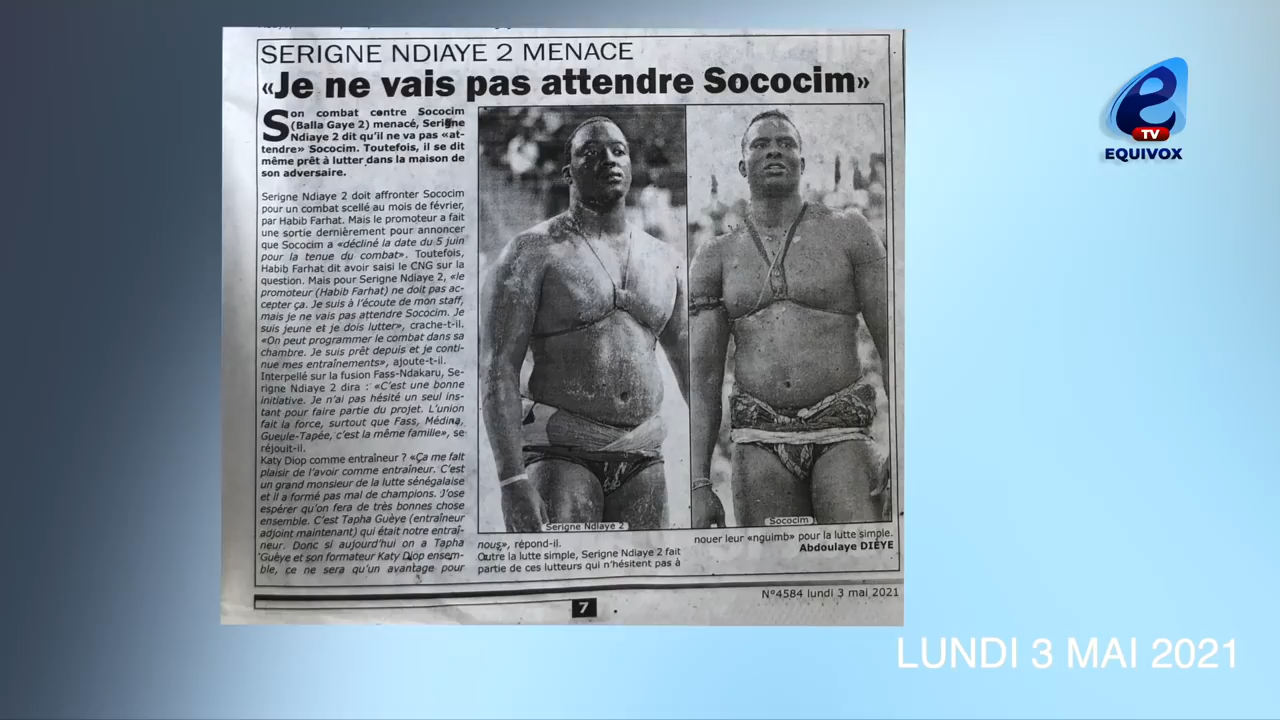 SERIGNE NDIAYE 2 MENACE
«Je ne vais pas attendre Sococim»
Son combat contre Sococim
(Balla Gaye 2) menacé, Serigne
Ndiaye 2 dit qu'il ne va pas «at-
tendre» Sococim. Toutefois, il se dit
même prêt à lutter dans la maison de
son adversaire.
Serigne Ndiaye 2 doit affronter Sococim
pour un combat scellé au mois de février,
par Habib Farhat. Mais le promoteur a fait
une sortie dernièrement pour annoncer
que Sococim a «décliné la date du 5 juin
pour la tenue du combat». Toutefois,
Habib Farhat dit avoir saisi le CNG sur la
question. Mais pour Serigne Ndiaye 2, «le
promoteur (Habib Farhat) ne doit pas ac-
cepter ça. Je suis à l'écoute de mon staff,
mais je ne vais pas attendre Sococim. Je
suis jeune et je dois lutter», crache-t-il.
«On peut programmer le combat dans sa
chambre. Je suis prêt depuis et je conti-
nue mes entraînements», ajoute-t-il.
Interpellé sur la fusion Fass-Ndakaru, Se-
rigne Ndiaye 2 dira : «C'est une bonne
initiative. Je n'ai pas hésité un seul ins-
tant pour faire partie du projet. L'union
fait la force, surtout que Fass, Médina,
Gueule-Tapée, c'est la même famille», se
réjouit-il.
Katy Diop comme entraîneur ? «Ça me fait
plaisir de l'avoir comme entraîneur. C'est
un grand monsieur de la lutte sénégalaise
et il a formé pas mal de champions. J'ose
espérer qu'on fera de très bonnes chose
ensemble. C'est Tapha Guèye (entraîneur
adjoint maintenant) qui était notre entraî-
neur. Donc si aujourd'hui on a Tapha
Guèye et son formateur Katy Diop ensem-
ble, ce ne sera qu'un avantage pour
Serigne Ndiaye 2
Sococim
nous», répond-il.
Outre la lutte simple, Serigne Ndiaye 2 fait
partie de ces lutteurs qui n'hésitent pas à
nouer leur «nguimb» pour la lutte simple.
Abdoulaye DIEYE
N°4584 lundi 3 mai 2021
7
e
TV
EQUIVOX
LUNDI 3 MAI 2021